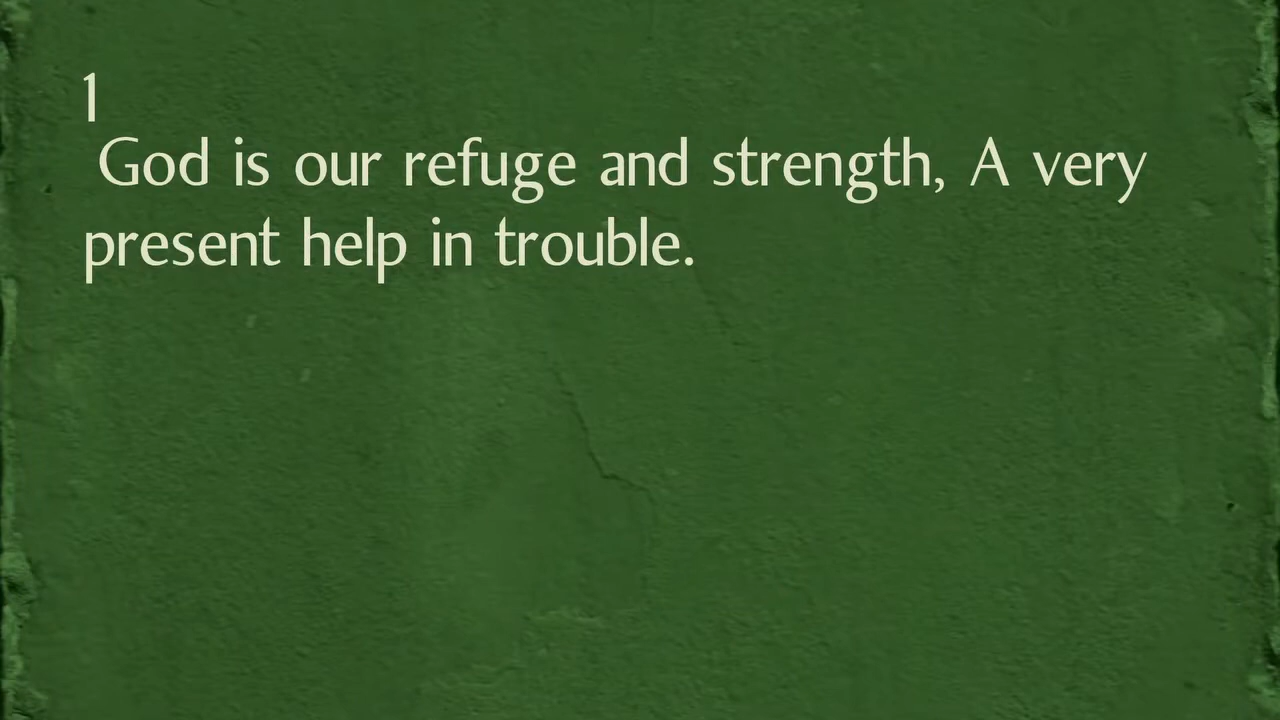 1
God is our refuge and strength, A very
present help in trouble.